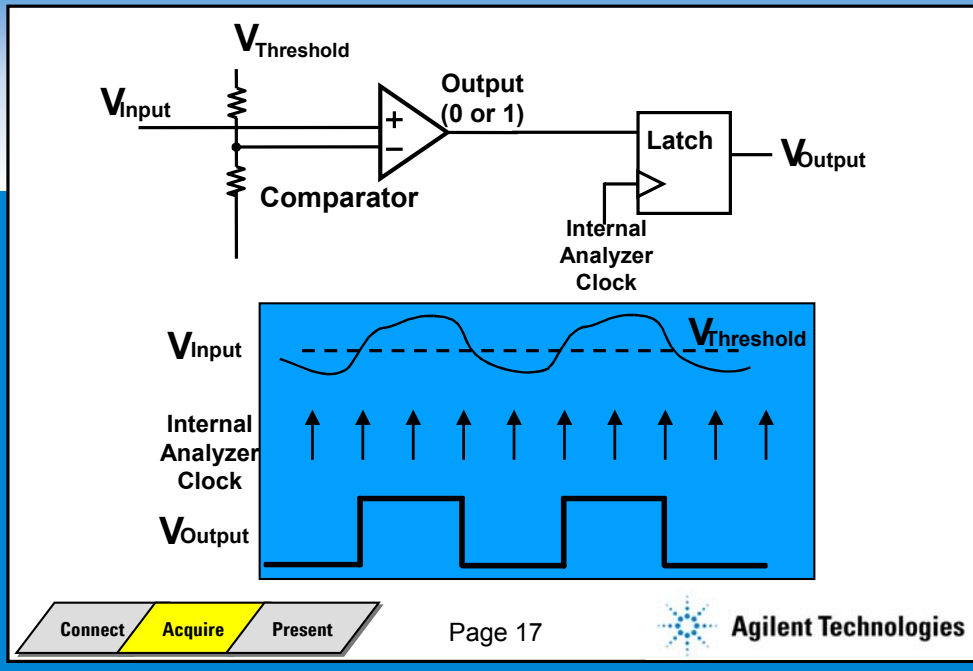 VThreshold
VInput
Output
(0 or 1)
+
−
Latch
VOutput
Comparator
Internal
Analyzer
Clock
VThreshold
VInput
Internal
Analyzer
Clock
VOutput
Connect Acquire Present
Page 17
Agilent Technologies